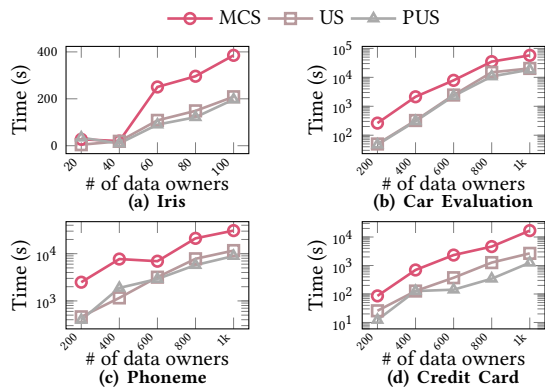 MCS US PUS
Time (s)
400
200
0
20 40 60 80 100
# of data owners
(a) Iris
Time (s)
10^5
10^4
10^3
10^2
200 400 600 800 1k
# of data owners
(b) Car Evaluation
Time (s)
10^4
10^3
200 400 600 800 1k
# of data owners
(c) Phoneme
Time (s)
10^4
10^3
10^2
10^1
200 400 600 800 1k
# of data owners
(d) Credit Card